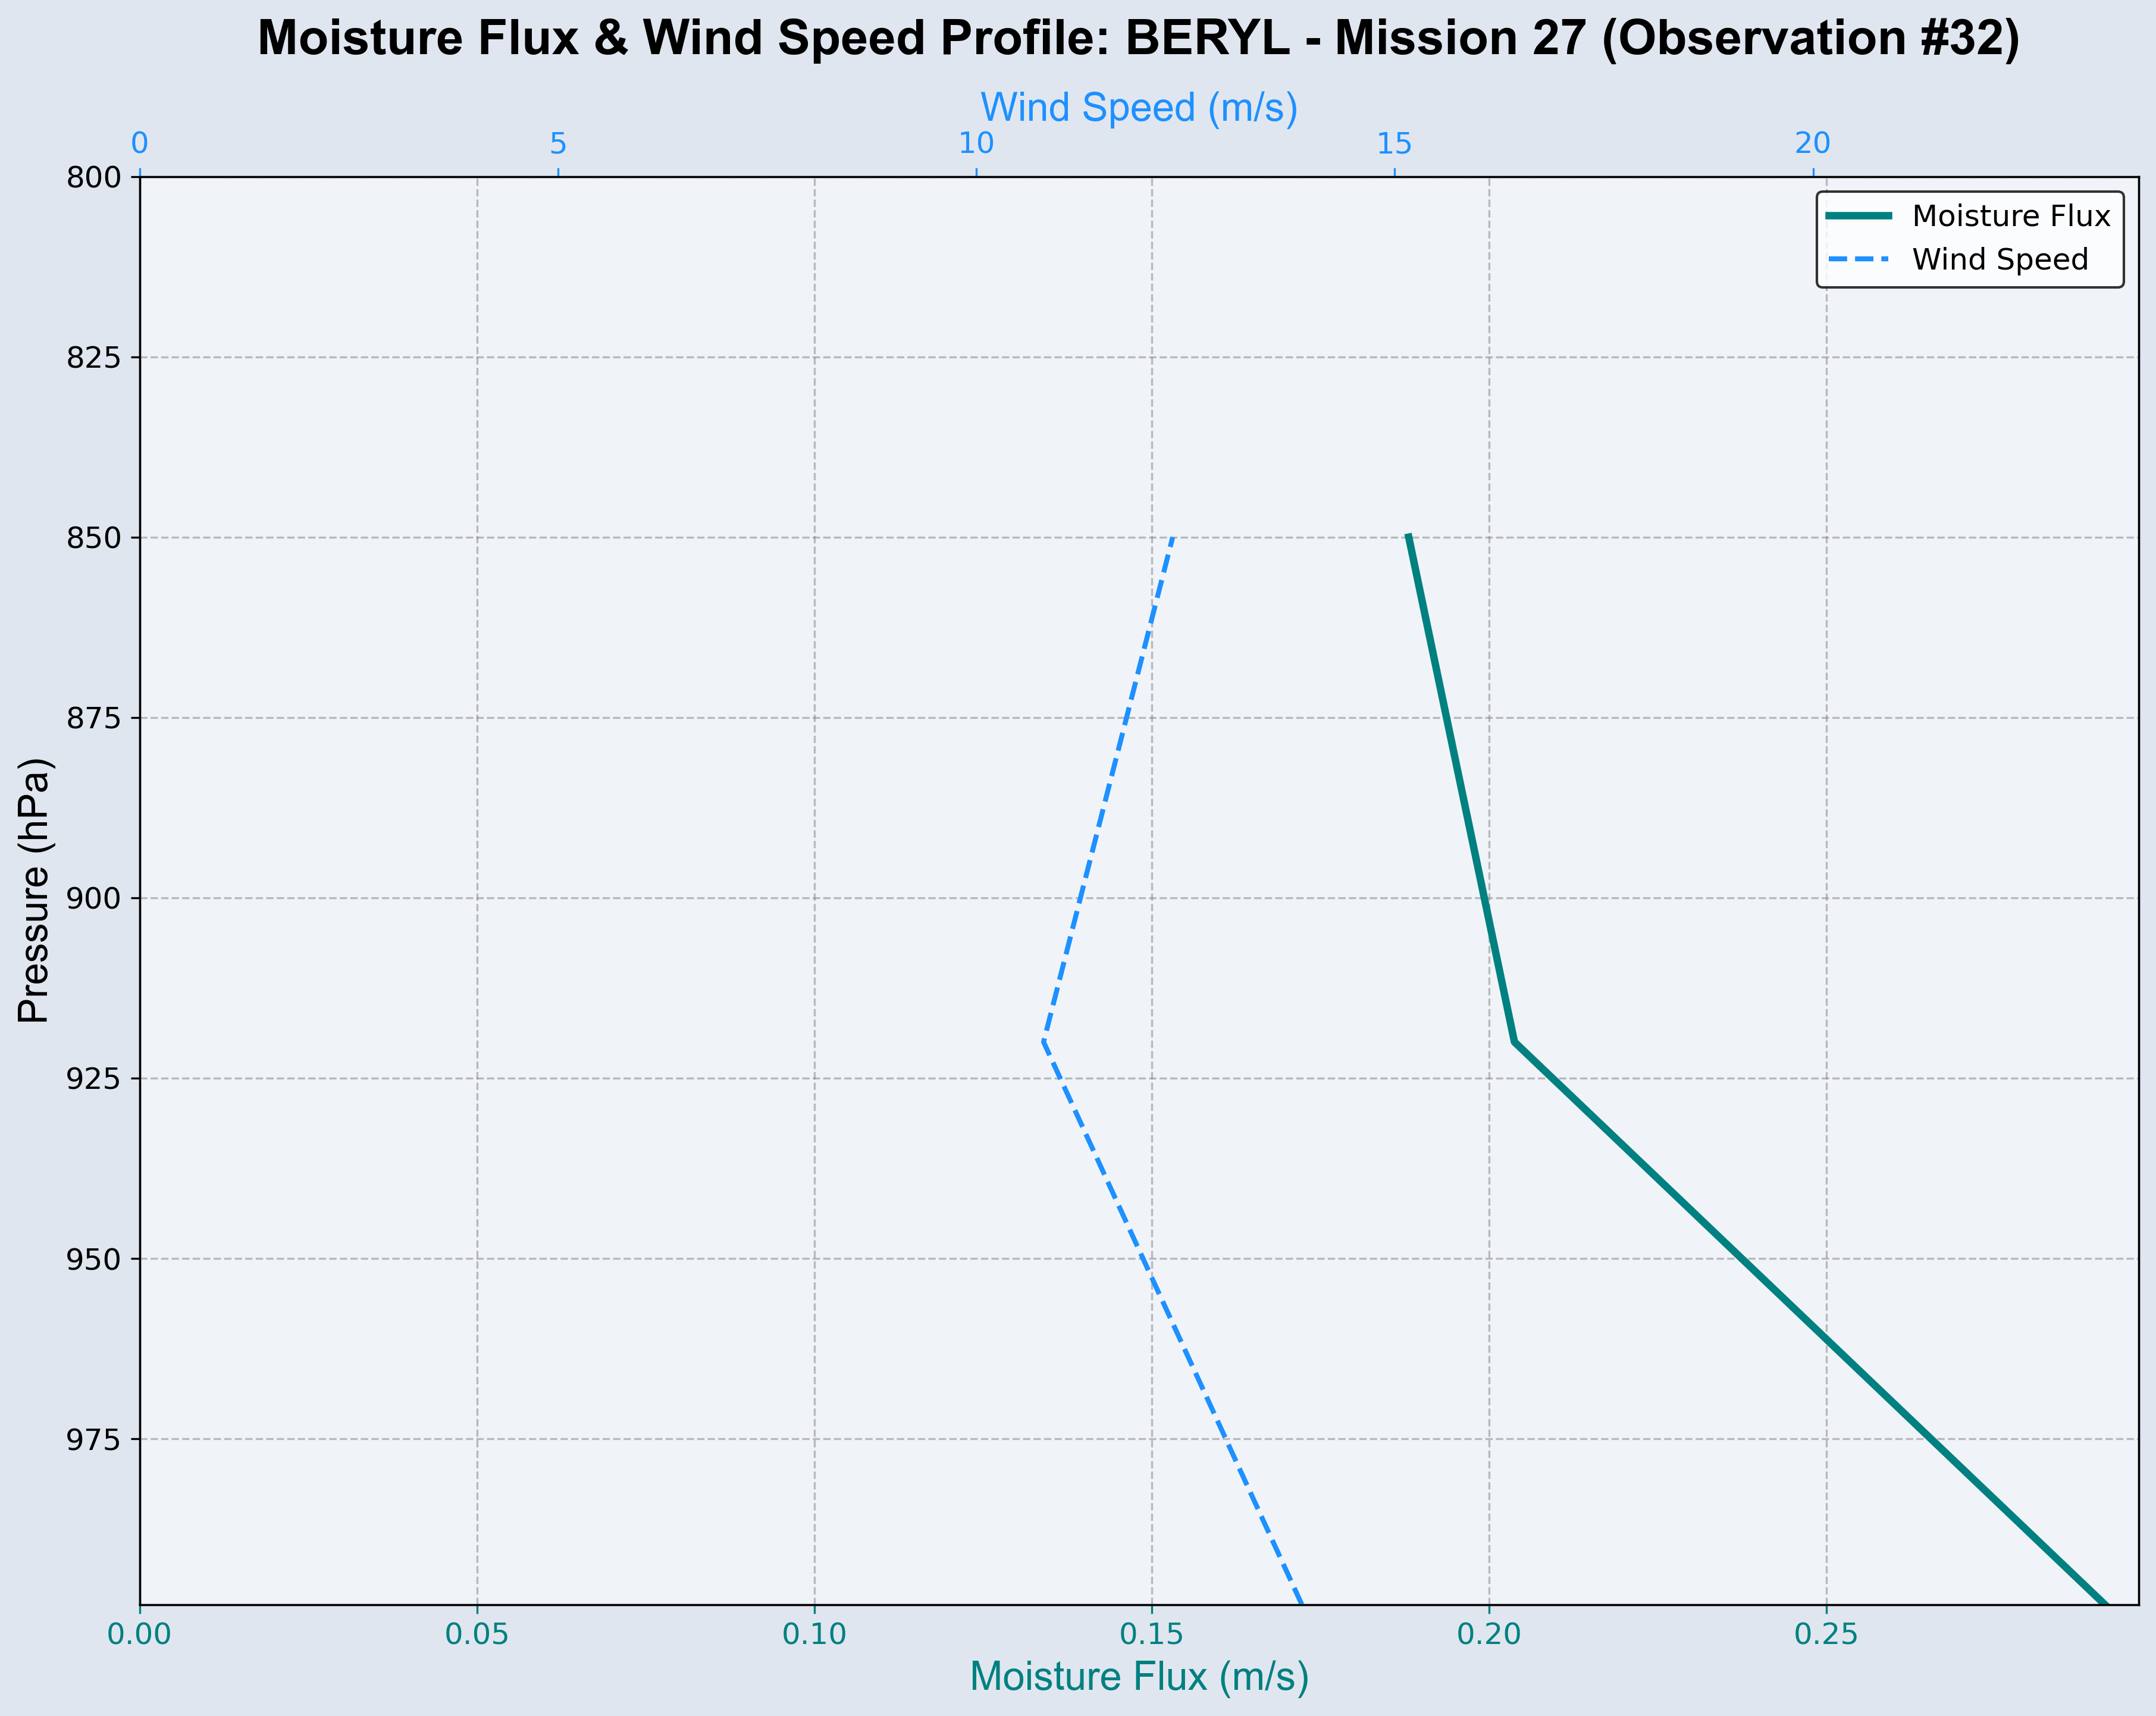 Moisture Flux & Wind Speed Profile: BERYL - Mission 27 (Observation #32)
Wind Speed (m/s)
0 5 10 15 20
Moisture Flux
Wind Speed
800
825
850
875
900
925
950
975
Pressure (hPa)
0.00 0.05 0.10 0.15 0.20 0.25
Moisture Flux (m/s)